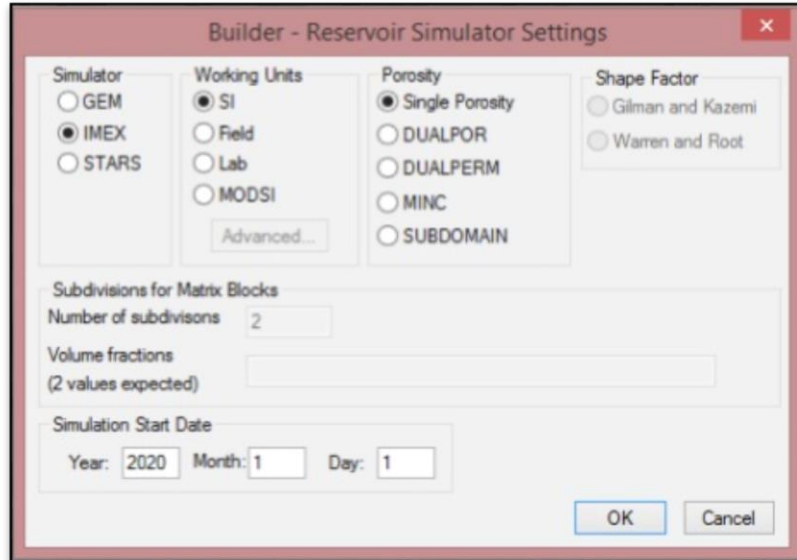 Builder - Reservoir Simulator Settings
Simulator
GEM
IMEX
STARS
Working Units
SI
Field
Lab
MODSI
Advanced...
Porosity
Single Porosity
DUALPOR
DUALPERM
MINC
SUBDOMAIN
Shape Factor
Gilman and Kazemi
Warren and Root
Subdivisions for Matrix Blocks
Number of subdivisons 2
Volume fractions
(2 values expected)
Simulation Start Date
Year: 2020 Month: 1 Day: 1
OK Cancel